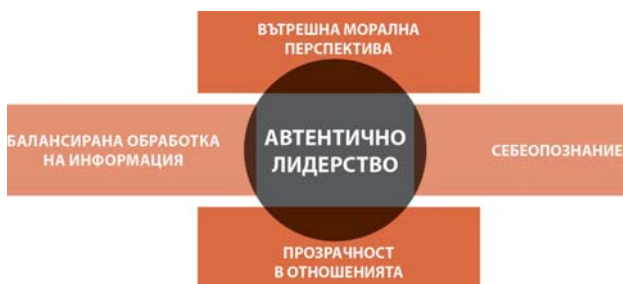 ВЪТРЕШНА МОРАЛНА
ПЕРСПЕКТИВА
БАЛАНСИРАНА ОБРАБОТКА
НА ИНФОРМАЦИЯ
АВТЕНТИЧНО
ЛИДЕРСТВО
СЕБЕОПОЗНАНИЕ
ПРОЗРАЧНОСТ
В ОТНОШЕНИЯТА